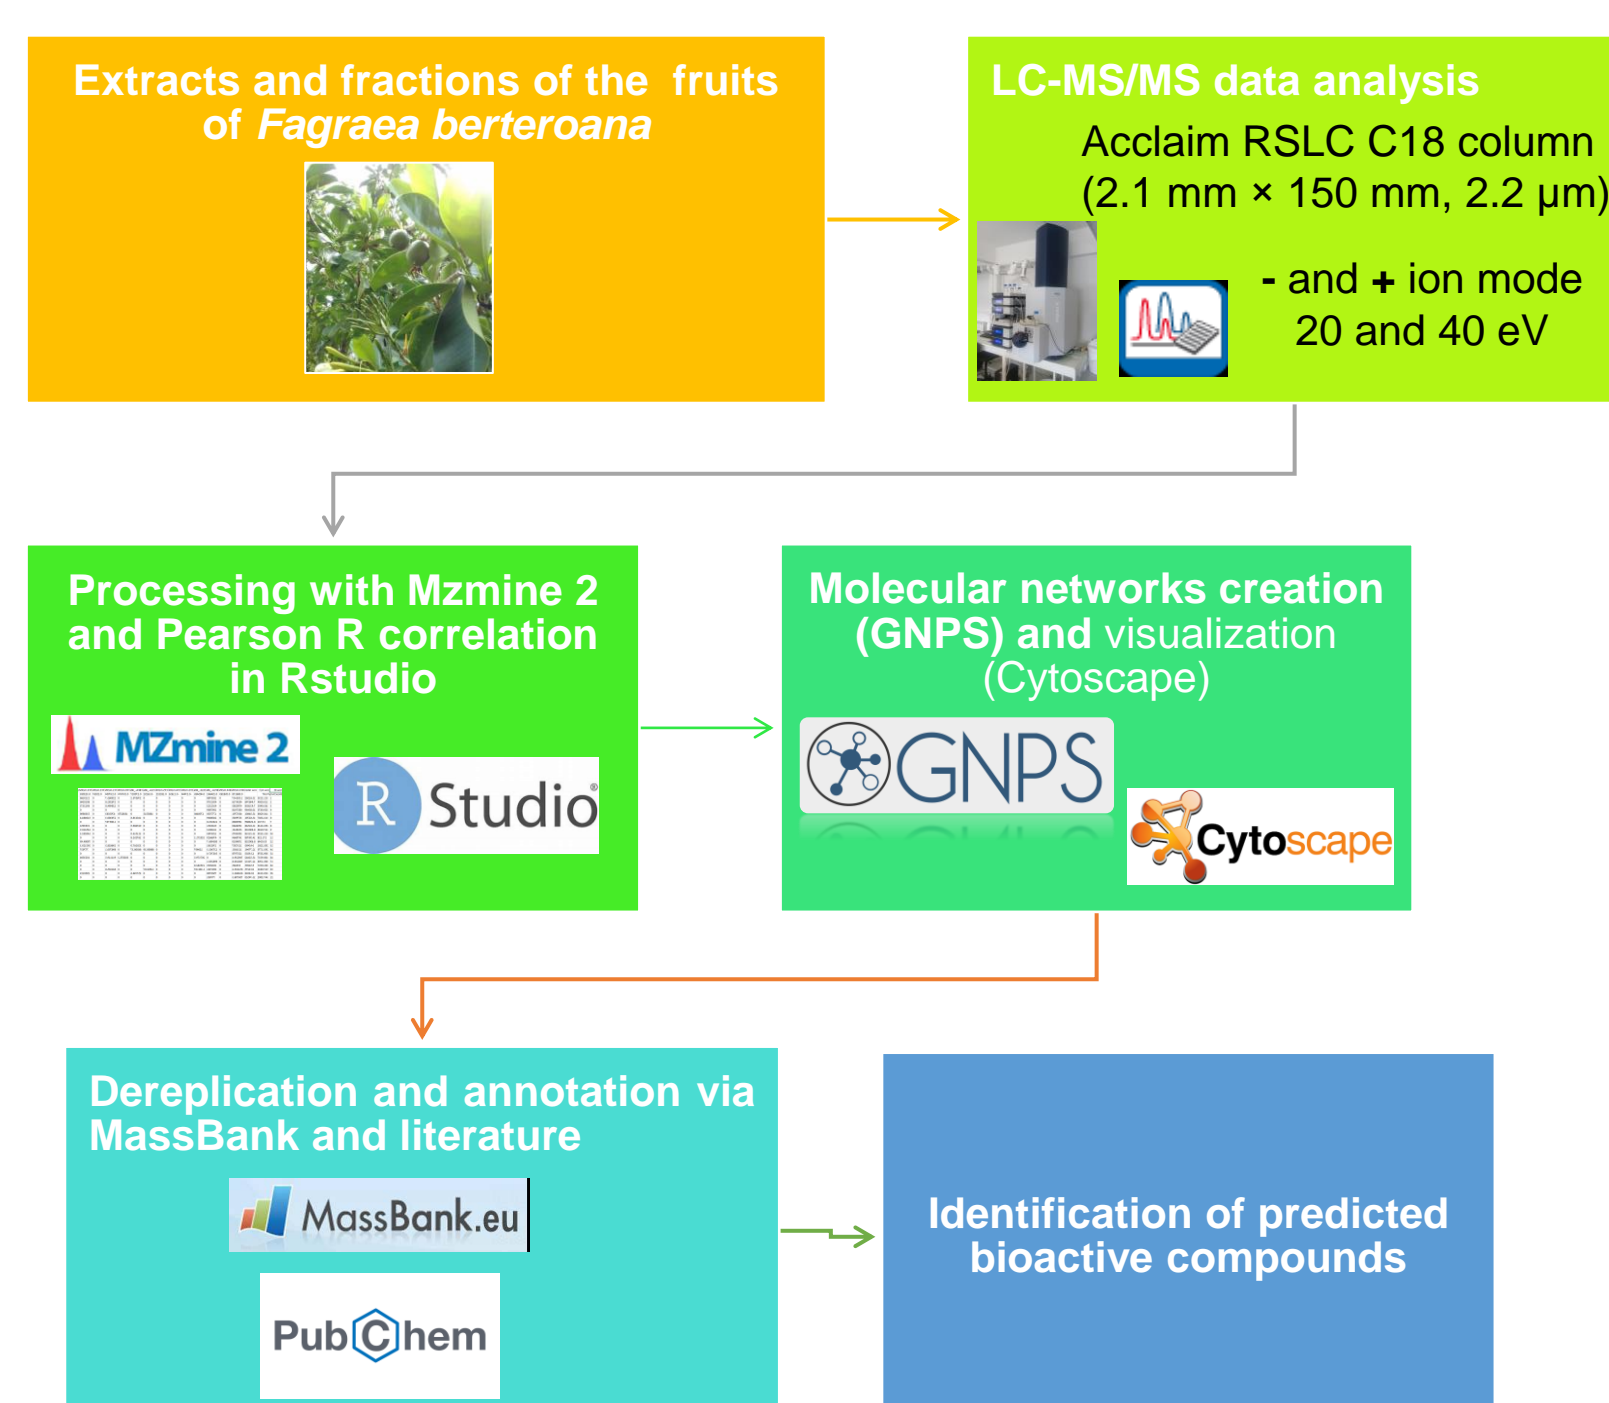 Extracts and fractions of the fruits
of Fagraea berteroana
LC-MS/MS data analysis
Acclaim RSLC C18 column
(2.1 mm × 150 mm, 2.2 µm)
- and + ion mode
20 and 40 eV
Processing with Mzmine 2
and Pearson R correlation
in Rstudio
MZmine 2
R Studio®
Molecular networks creation
(GNPS) and visualization
(Cytoscape)
GNPS
Cytoscape
Dereplication and annotation via
MassBank and literature
MassBank.eu
PubChem
Identification of predicted
bioactive compounds